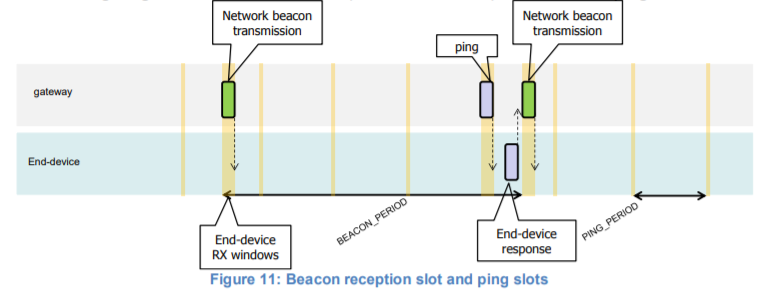 Network beacon
transmission
ping
Network beacon
transmission
gateway
End-device
BEACON_PERIOD
PING_PERIOD
End-device
RX windows
End-device
response
Figure 11: Beacon reception slot and ping slots